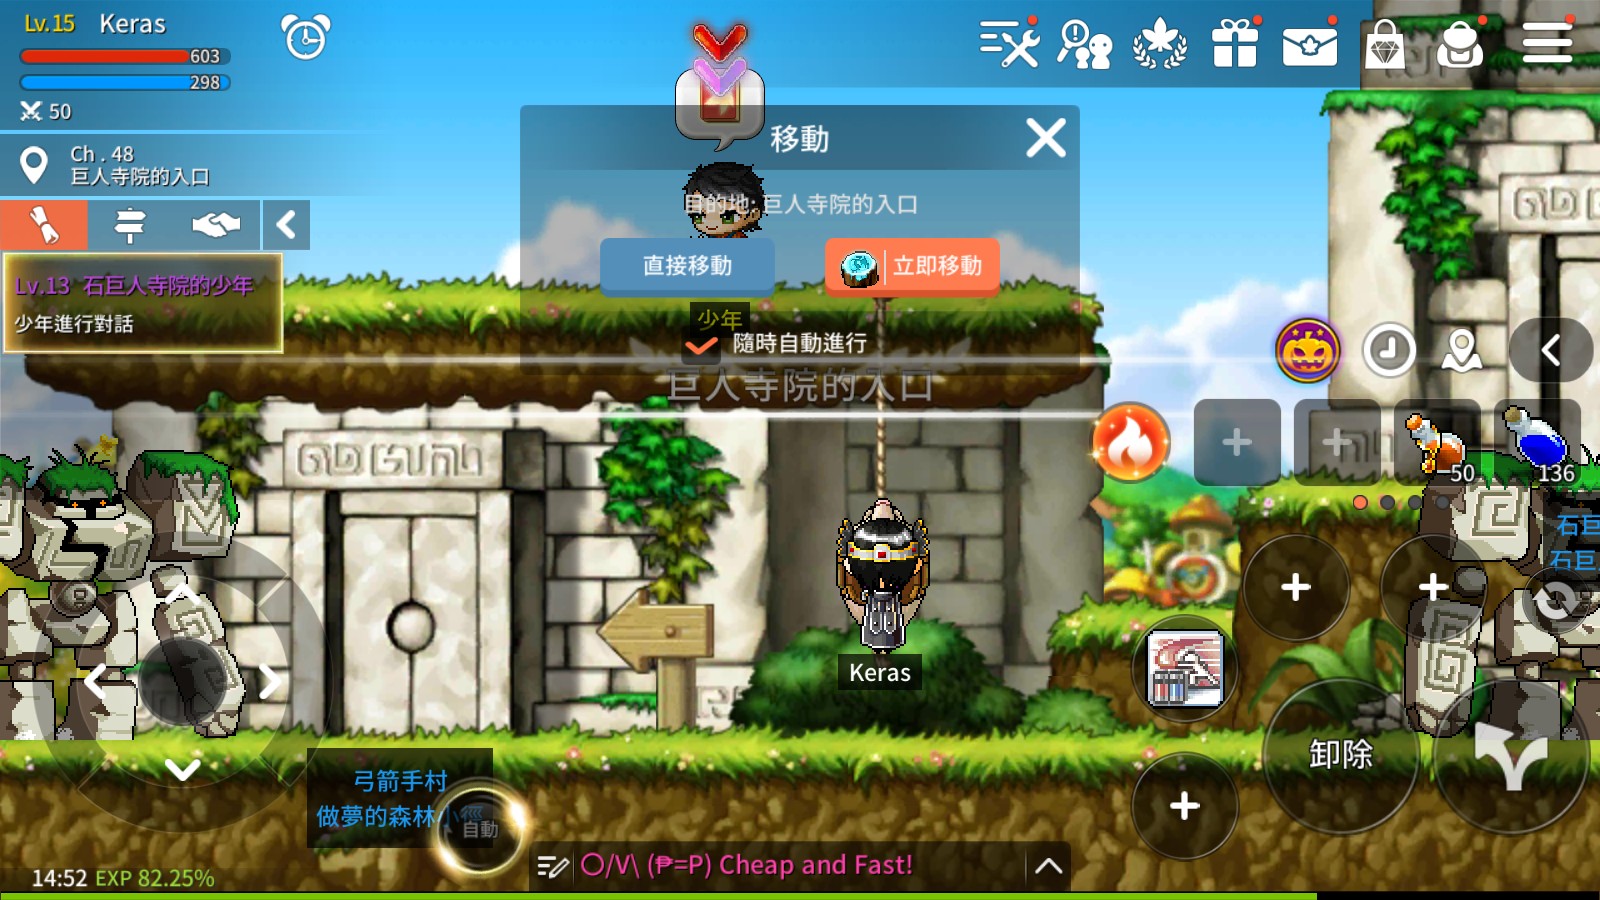 Lv.15 Keras
603
298
50
Ch . 48
巨人寺院的入口
Lv.13 石巨人寺院的少年
少年進行對話
移動
目的地: 巨人寺院的入口
直接移動
立即移動
少年
隨時自動進行
巨人寺院的入口
50
136
石巨
石巨
Keras
卸除
弓箭手村
做夢的森林小徑
自動
14:52 EXP 82.25%
〇/V\ (₱=P) Cheap and Fast!